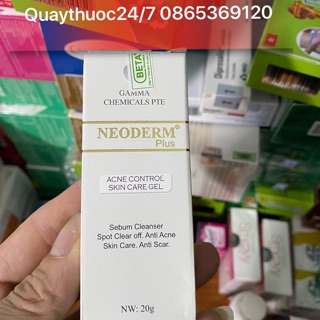 Quaythuoc24/7 0865369120
BETA
GAMMA
CHEMICALS PTE
NEODERM®
Plus
ACNE CONTROL
SKIN CARE GEL
Sebum Cleanser
Spot Clear off. Anti Acne
Skin Care. Anti Scar.
NW: 20g